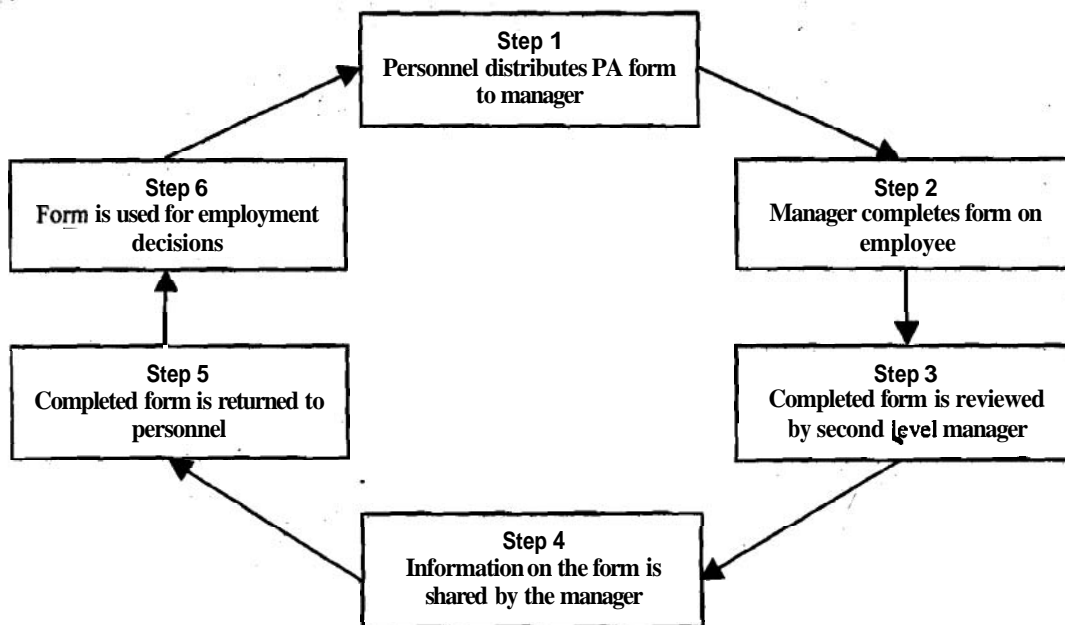 Step 1
Personnel distributes PA form
to manager
Step 2
Manager completes form on
employee
Step 3
Completed form is reviewed
by second level manager
Step 4
Information on the form is
shared by the manager
Step 5
Completed form is returned to
personnel
Step 6
Form is used for employment
decisions